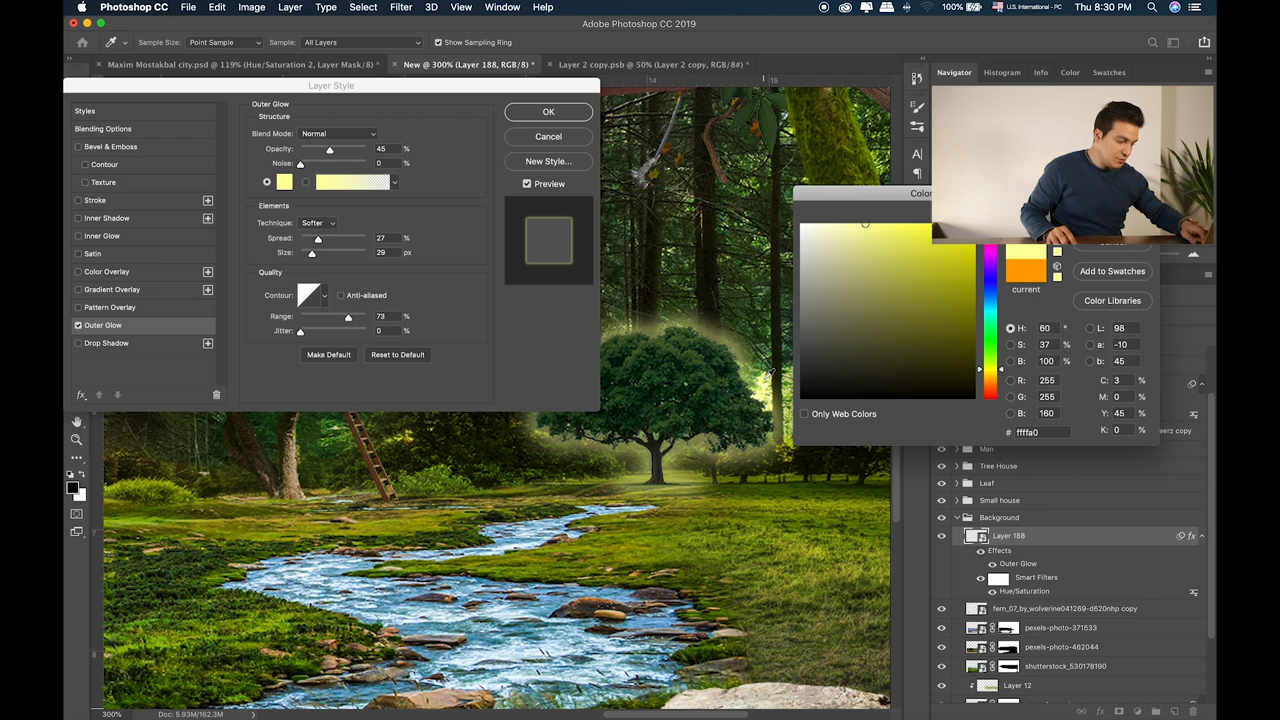 Photoshop CC File Edit Image Layer Type Select Filter 3D View Window Help 100% U.S. International - PC Thu 8:30 PM
Adobe Photoshop CC 2019
Sample Size: Point Sample Sample: All Layers Show Sampling Ring
Maxim Mostakbal city.psd @ 119% (Hue/Saturation 2, Layer Mask/8) * New @ 300% (Layer 188, RGB/8) * Layer 2 copy.psb @ 50% (Layer 2 copy, RGB/8#) *
Navigator Histogram Info Color Swatches
14 15
Layer Style
Styles
Blending Options
Bevel & Emboss
Contour
Texture
Stroke
Inner Shadow
Inner Glow
Satin
Color Overlay
Gradient Overlay
Pattern Overlay
Outer Glow
Drop Shadow
fx
Outer Glow
Structure
Blend Mode: Normal
Opacity: 45 %
Noise: 0 %
Elements
Technique: Softer
Spread: 27 %
Size: 29 px
Quality
Contour: Anti-aliased
Range: 73 %
Jitter: 0 %
Make Default Reset to Default
OK
Cancel
New Style...
Preview
Add to Swatches
current
Color Libraries
H: 60 ° L: 98
S: 37 % a: -10
B: 100 % b: 45
R: 255 C: 3 %
G: 255 M: 0 %
B: 160 Y: 45 %
# ffffa0 K: 0 %
Only Web Colors
Man
Tree House
Leaf
Small house
Background
Layer 188 fx
Effects
Outer Glow
Smart Filters
Hue/Saturation
fern_07_by_wolverine041269-d620nhp copy
pexels-photo-371633
pexels-photo-462044
shutterstock_530178190
Layer 12
7
300% Doc: 5.93M/162.3M